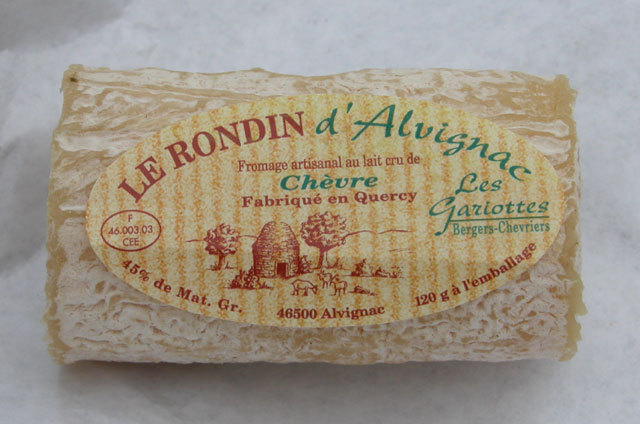 LE RONDIN d'Alvignac
Fromage artisanal au lait cru de
Chèvre
Fabriqué en Quercy
Les
Gariottes
Bergers-Chevriers
F
46.003.03
CEE
45% de Mat. Gr.
46500 Alvignac
120 g à l'emballage